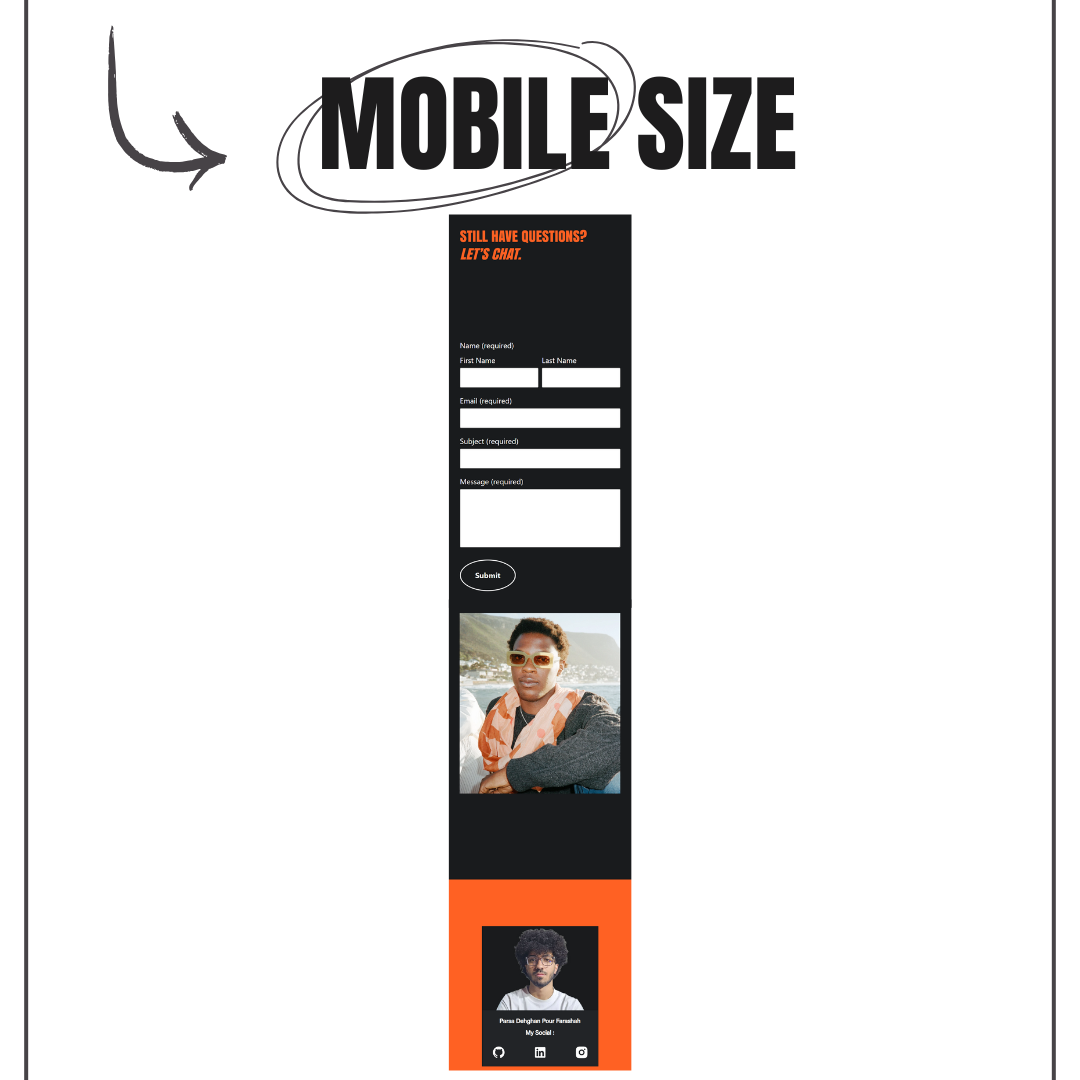 MOBILE SIZE
STILL HAVE QUESTIONS?
LET'S CHAT.
Name (required)
First Name Last Name
Email (required)
Subject (required)
Message (required)
Submit
Parsa Dehghan Pour Farashah
My Social :